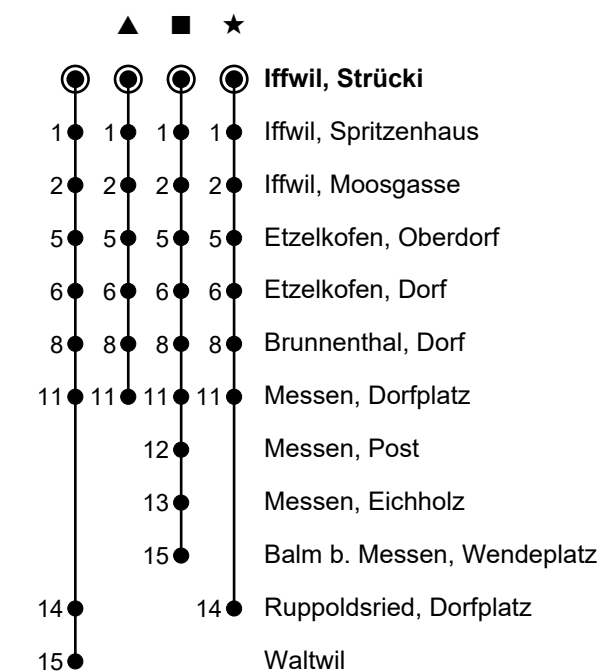 ▲ ■ ★
Iffwil, Strücki
1 1 1 1 Iffwil, Spritzenhaus
2 2 2 2 Iffwil, Moosgasse
5 5 5 5 Etzelkofen, Oberdorf
6 6 6 6 Etzelkofen, Dorf
8 8 8 8 Brunnenthal, Dorf
11 11 11 11 Messen, Dorfplatz
12 Messen, Post
13 Messen, Eichholz
15 Balm b. Messen, Wendeplatz
14 14 Ruppoldsried, Dorfplatz
15 Waltwil